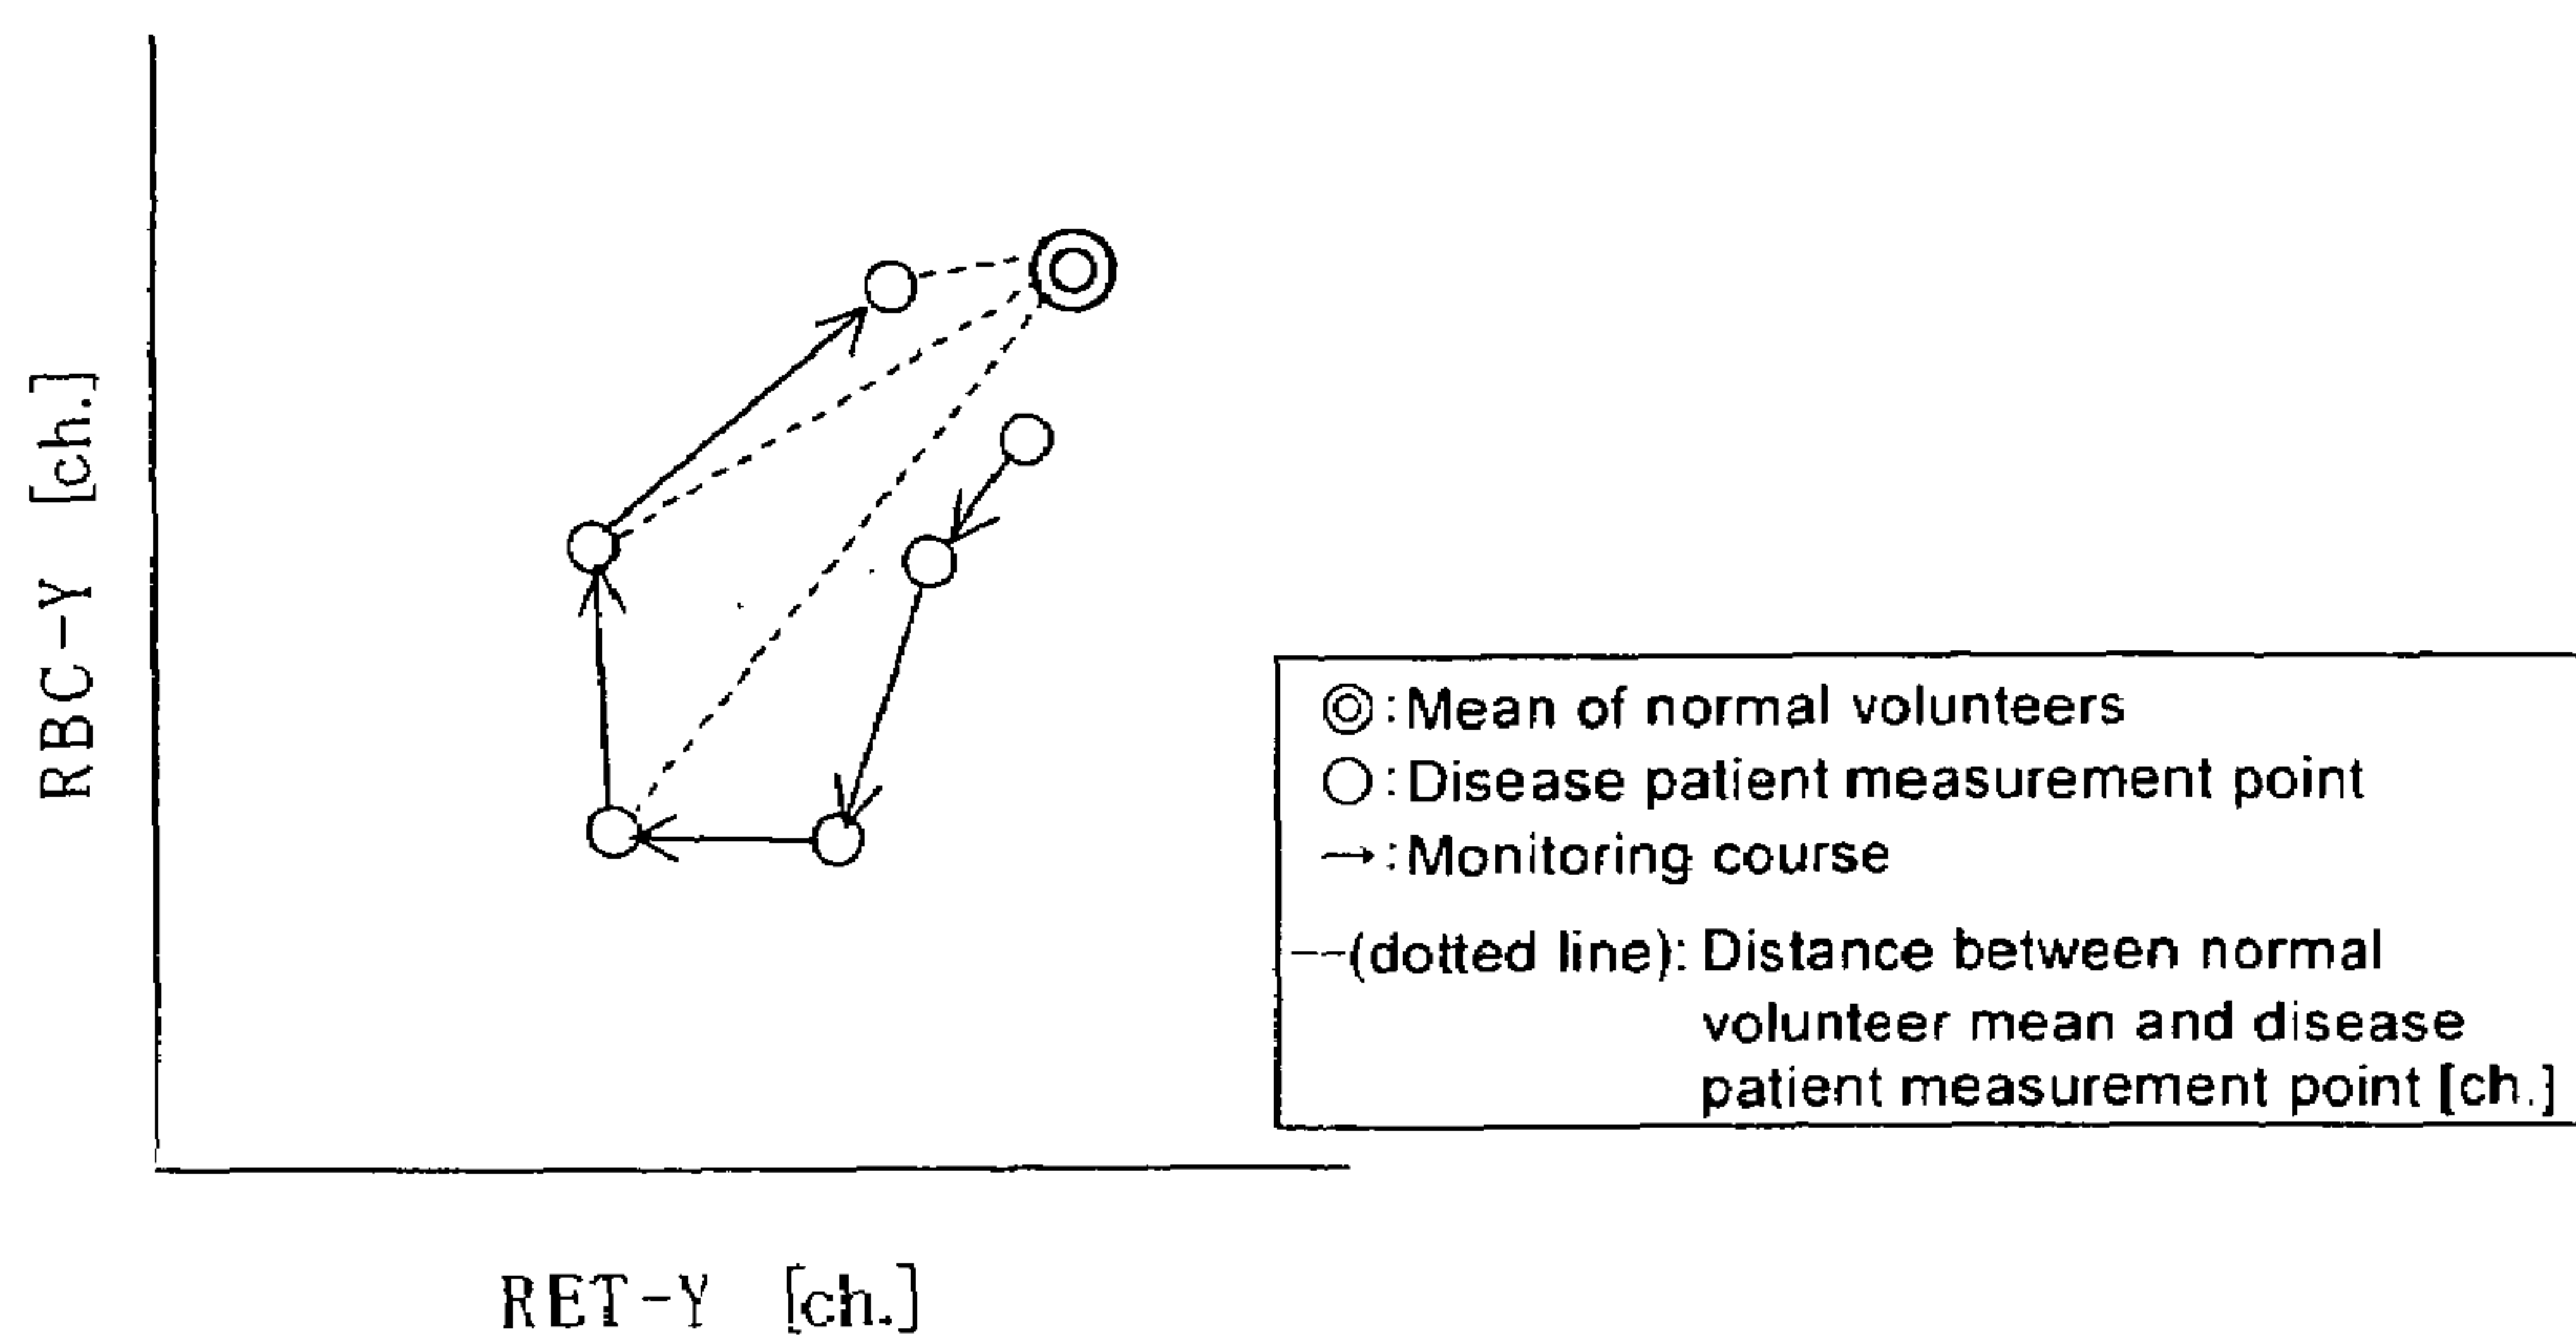 RBC-Y [ch.]
◎:Mean of normal volunteers
○:Disease patient measurement point
→:Monitoring course
--(dotted line): Distance between normal
volunteer mean and disease
patient measurement point [ch.]
RET-Y [ch.]